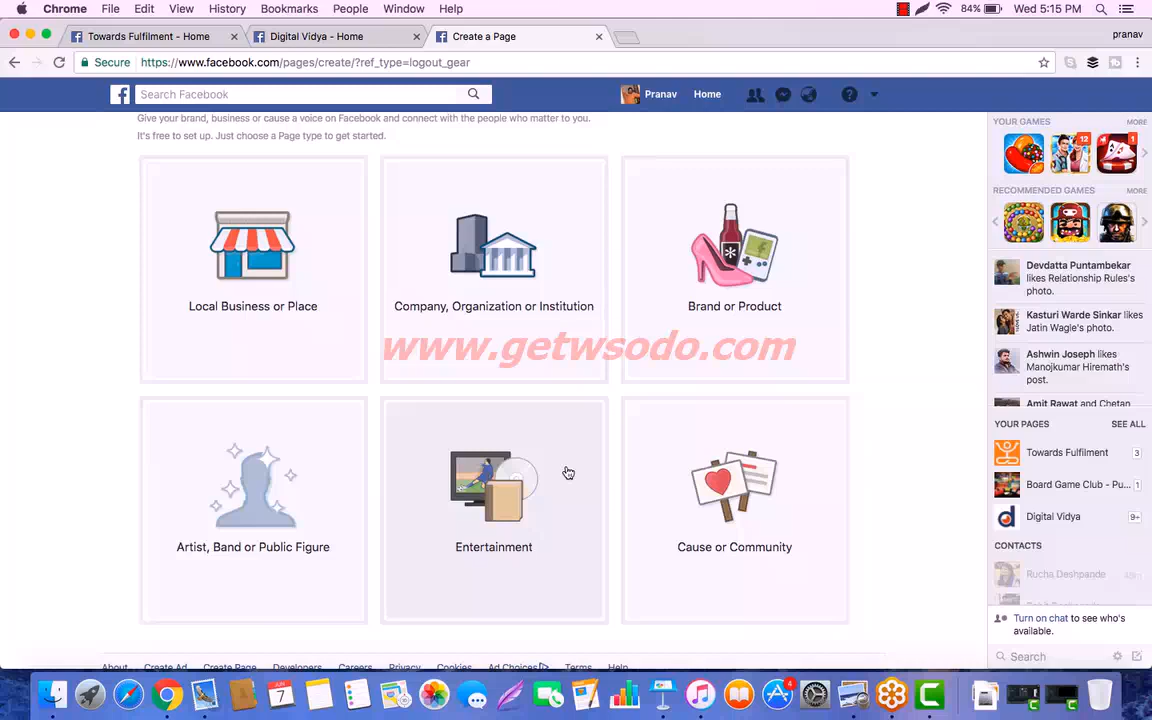 Chrome File Edit View History Bookmarks People Window Help
84% Wed 5:15 PM
Towards Fulfilment - Home
Digital Vidya - Home
Create a Page
pranav
Secure https://www.facebook.com/pages/create/?ref_type=logout_gear
Search Facebook
Pranav Home
Give your brand, business or cause a voice on Facebook and connect with the people who matter to you.
It's free to set up. Just choose a Page type to get started.
Local Business or Place
Company, Organization or Institution
Brand or Product
www.getwsodo.com
Artist, Band or Public Figure
Entertainment
Cause or Community
About Create Ad Create Page Developers Careers Privacy Cookies Ad Choices Terms Help
YOUR GAMES MORE
12
1
RECOMMENDED GAMES MORE
Devdatta Puntambekar
likes Relationship Rules's
photo.
Kasturi Warde Sinkar likes
Jatin Wagle's photo.
Ashwin Joseph likes
Manojkumar Hiremath's
post.
Amit Rawat and Chetan
YOUR PAGES SEE ALL
Towards Fulfilment 3
Board Game Club - Pu... 1
Digital Vidya 9+
CONTACTS
Rucha Deshpande
Turn on chat to see who's
available.
Search
7
4